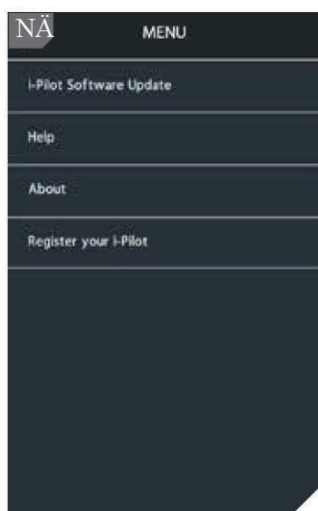 NÄ
MENU
i-Pilot Software Update
Help
About
Register your i-Pilot